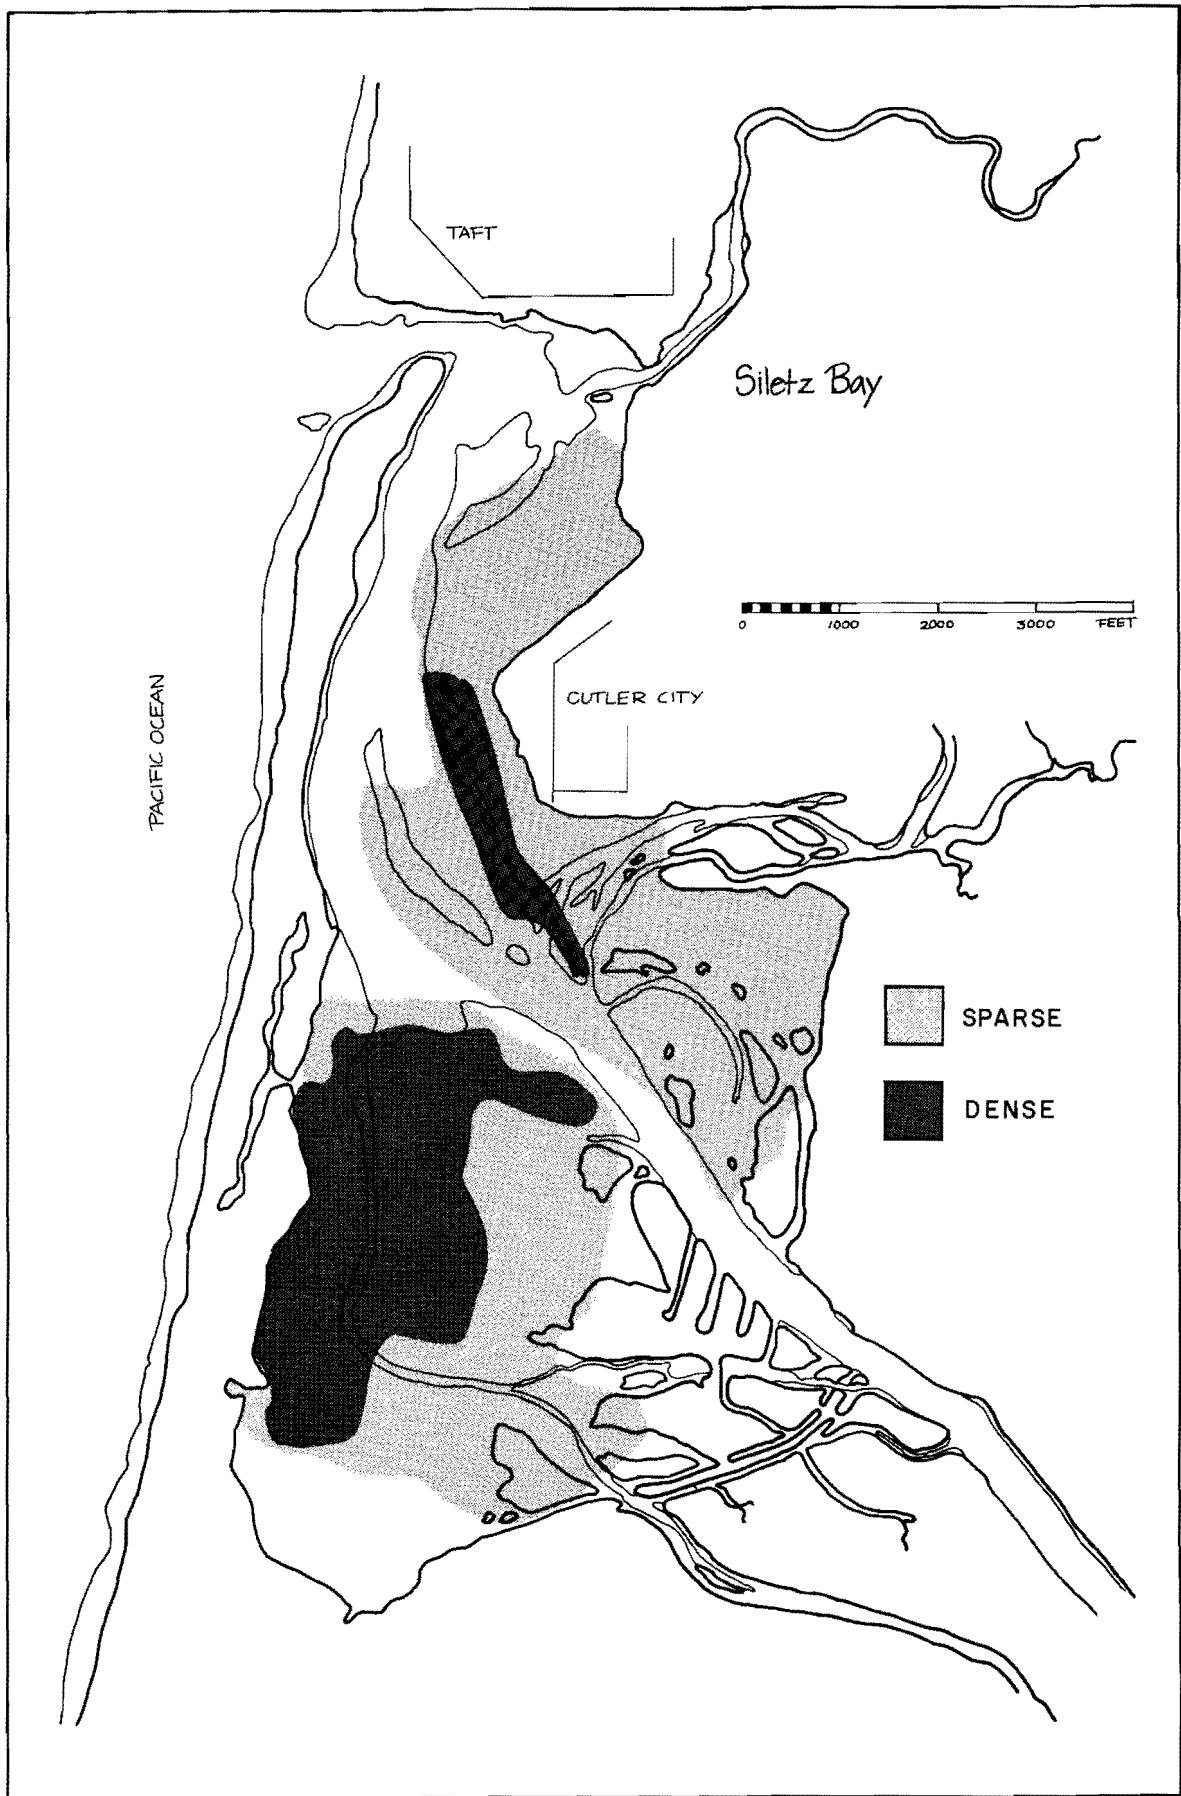 TAFT
Siletz Bay
0 1000 2000 3000 FEET
CUTLER CITY
PACIFIC OCEAN
SPARSE
DENSE